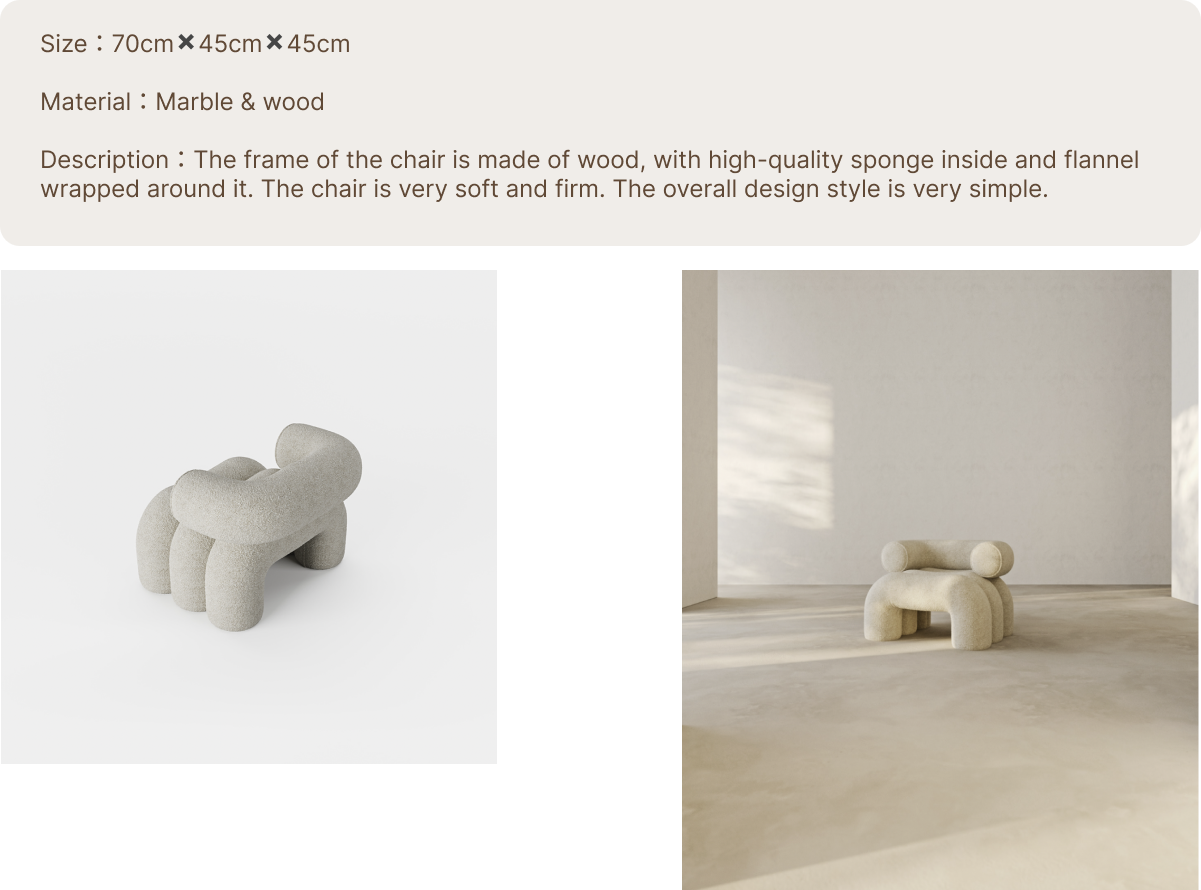 Size：70cm✖️45cm✖️45cm
Material：Marble & wood
Description：The frame of the chair is made of wood, with high-quality sponge inside and flannel
wrapped around it. The chair is very soft and firm. The overall design style is very simple.